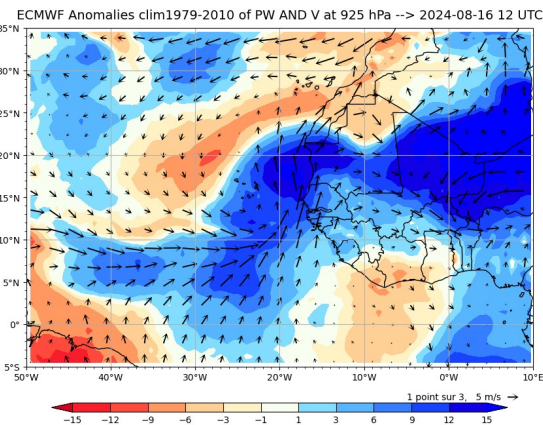 ECMWF Anomalies clim1979-2010 of PW AND V at 925 hPa --> 2024-08-16 12 UTC
35°N
30°N
25°N
20°N
15°N
10°N
5°N
0°
5°S
50°W 40°W 30°W 20°W 10°W 0°W 10°E
1 point sur 3, 5 m/s
−15 −12 −9 −6 −3 −1 1 3 6 9 12 15